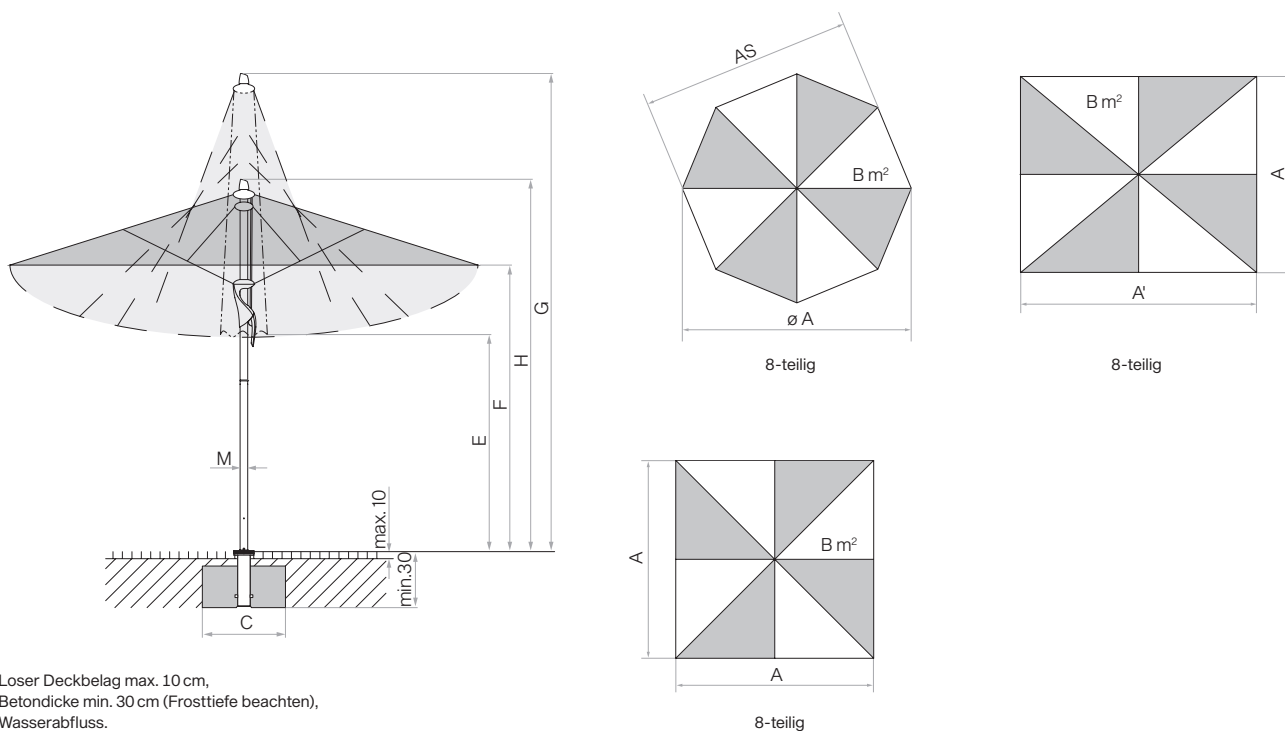 G
H
F
E
M
max. 10
min.30
C
Loser Deckbelag max. 10 cm,
Betondicke min. 30 cm (Frosttiefe beachten),
Wasserabfluss.
AS
B m²
ø A
8-teilig
B m²
A
A'
8-teilig
A
B m²
A
8-teilig